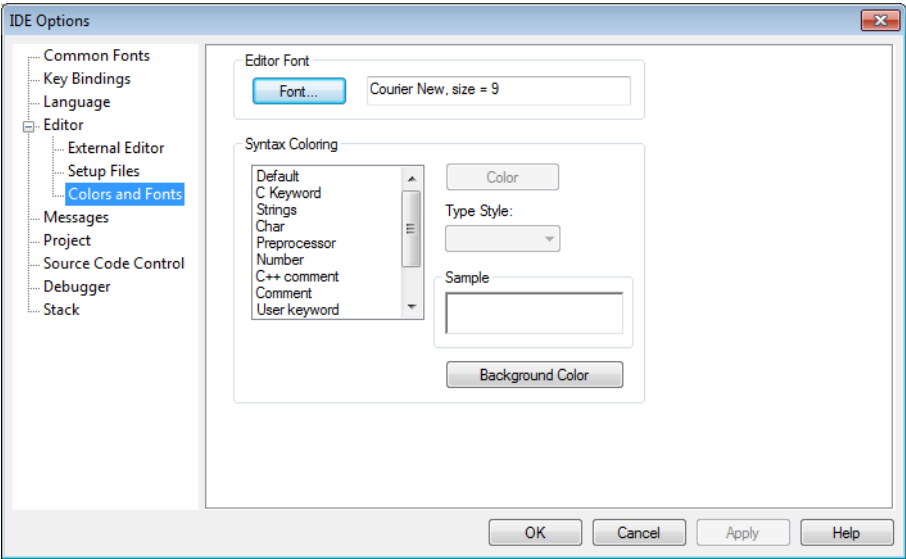 IDE Options
Common Fonts
Key Bindings
Language
Editor
External Editor
Setup Files
Colors and Fonts
Messages
Project
Source Code Control
Debugger
Stack
Editor Font
Font...
Courier New, size = 9
Syntax Coloring
Default
C Keyword
Strings
Char
Preprocessor
Number
C++ comment
Comment
User keyword
Color
Type Style:
Sample
Background Color
OK
Cancel
Apply
Help